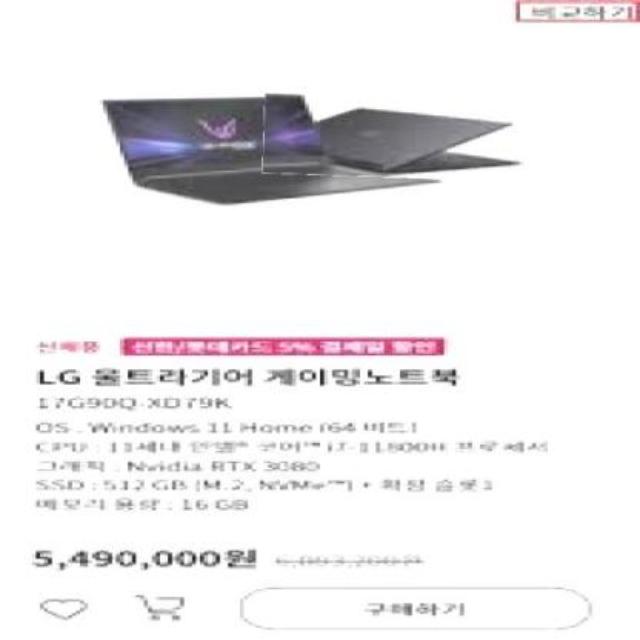 비교하기
신제품 신한/롯데카드 5% 결제일 할인
LG 울트라기어 게이밍노트북
17G90Q-XD79K
OS : Windows 11 Home (64 비트)
CPU : 11세대 인텔® 코어™ i7-11800H 프로세서
그래픽 : Nvidia RTX 3080
SSD : 512 GB (M.2, NVMe™) + 확장 슬롯1
메모리 용량 : 16 GB
5,490,000원
구매하기